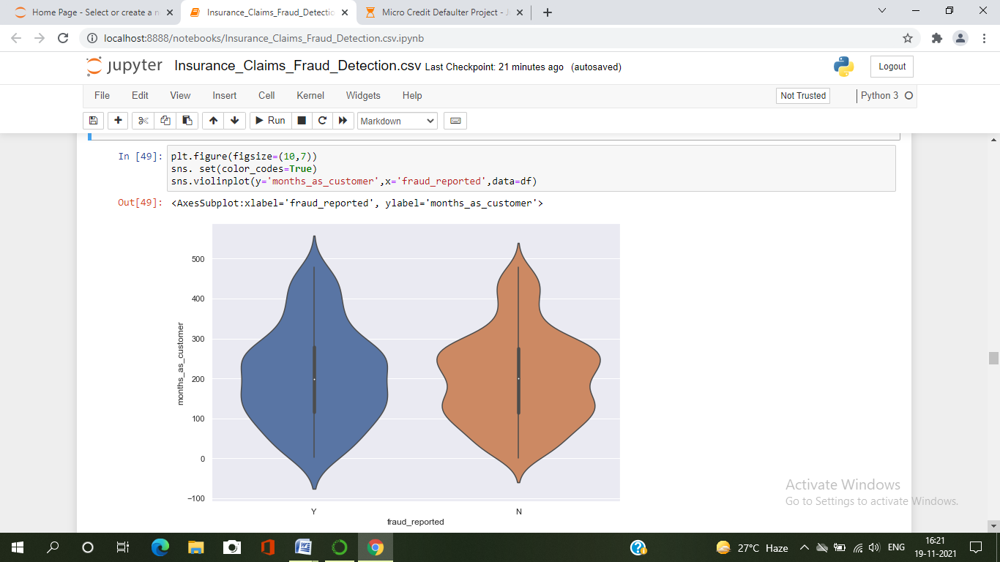 Home Page - Select or create a n
Insurance_Claims_Fraud_Detectio
Micro Credit Defaulter Project - J
localhost:8888/notebooks/Insurance_Claims_Fraud_Detection.csv.ipynb
jupyter Insurance_Claims_Fraud_Detection.csv Last Checkpoint: 21 minutes ago (autosaved)
Logout
File Edit View Insert Cell Kernel Widgets Help
Not Trusted
Python 3
Run
Markdown
In [49]: plt.figure(figsize=(10,7))
sns. set(color_codes=True)
sns.violinplot(y='months_as_customer',x='fraud_reported',data=df)
Out[49]: <AxesSubplot:xlabel='fraud_reported', ylabel='months_as_customer'>
500
400
300
200
100
0
−100
months_as_customer
Y N
fraud_reported
Activate Windows
Go to Settings to activate Windows.
27°C Haze
ENG
16:21
19-11-2021